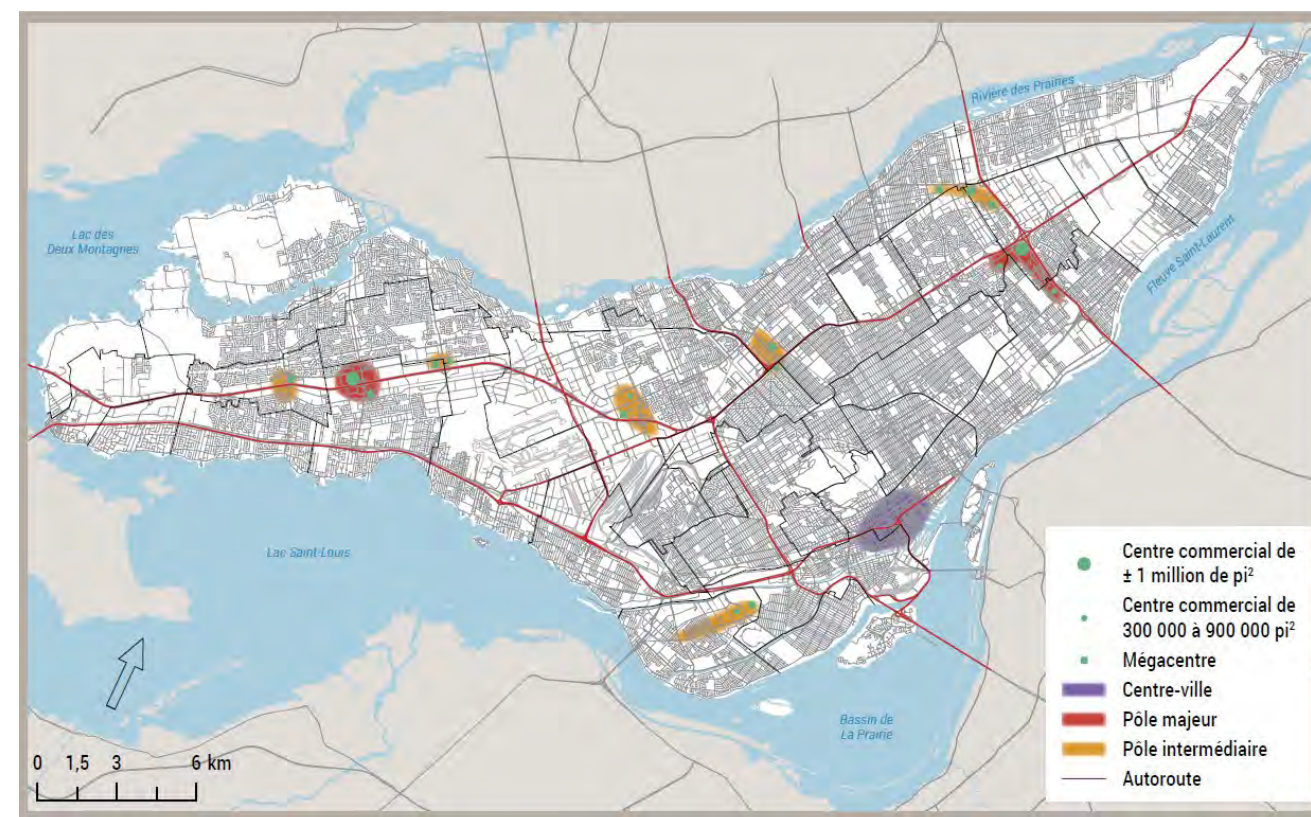 Rivière des Prairies
Lac des
Deux Montagnes
Fleuve Saint-Laurent
Lac Saint-Louis
Bassin de
La Prairie
Centre commercial de
± 1 million de pi²
Centre commercial de
300 000 à 900 000 pi²
Mégacentre
Centre-ville
Pôle majeur
Pôle intermédiaire
Autoroute
0 1,5 3 6 km